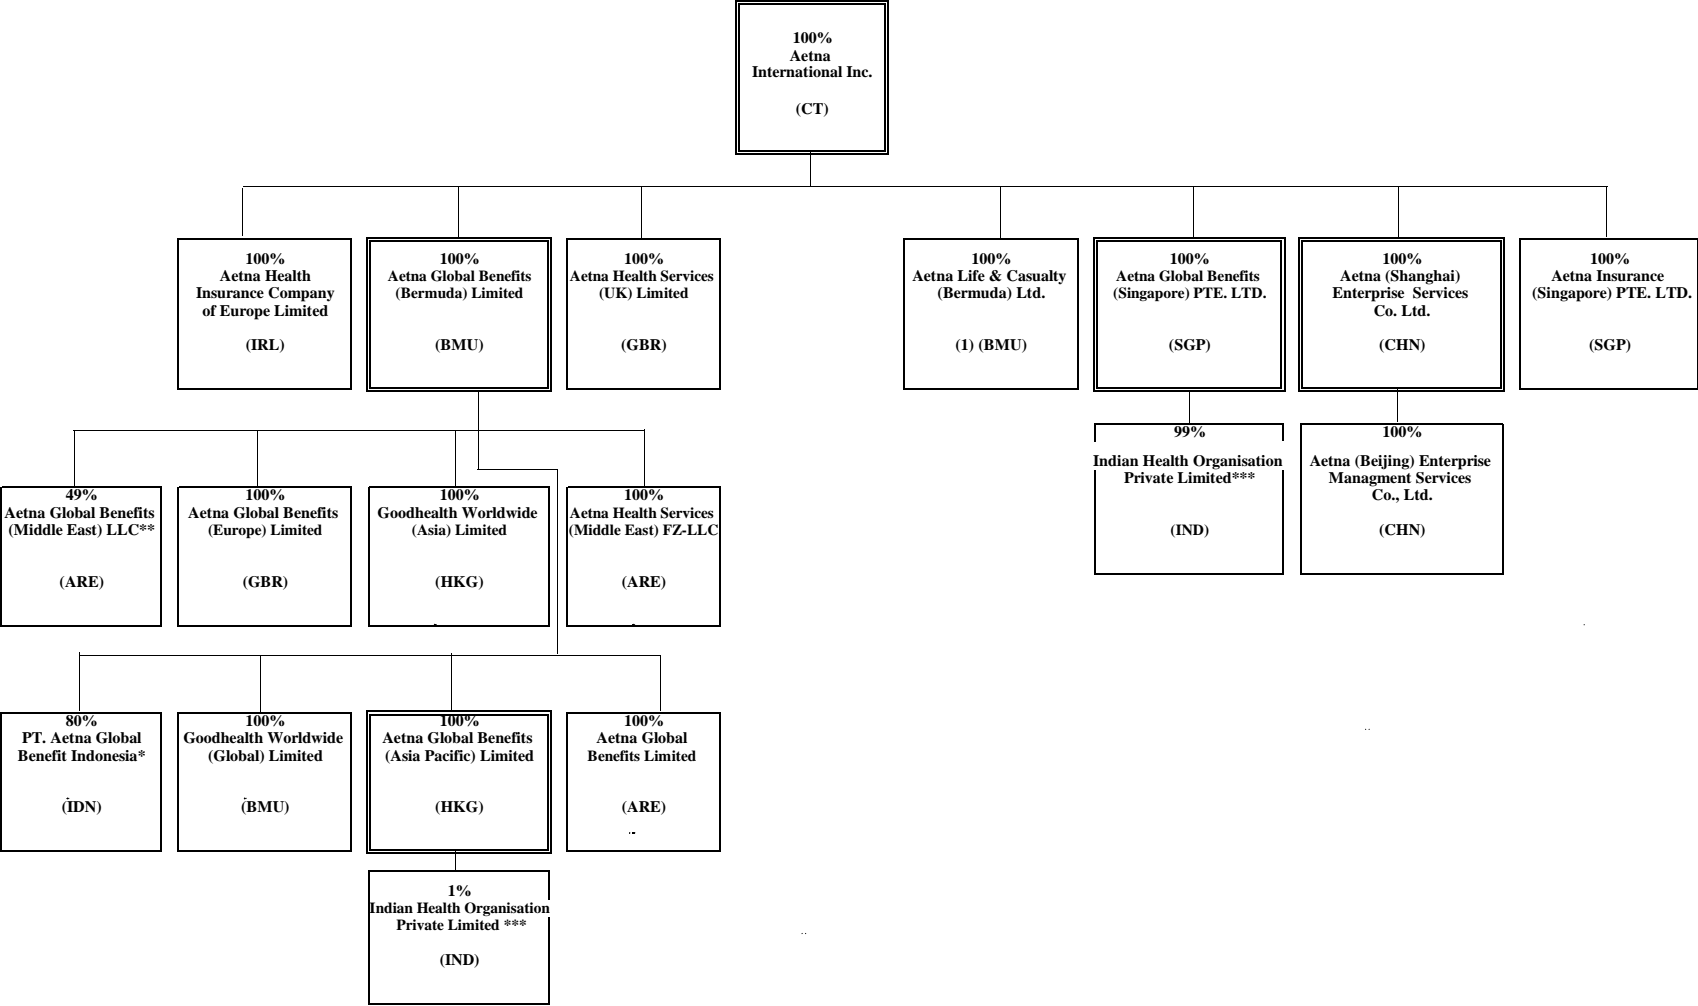 100%
Aetna
International Inc.
(CT)
100%
Aetna Health
Insurance Company
of Europe Limited
(IRL)
100%
Aetna Global Benefits
(Bermuda) Limited
(BMU)
100%
Aetna Health Services
(UK) Limited
(GBR)
100%
Aetna Life & Casualty
(Bermuda) Ltd.
(1) (BMU)
100%
Aetna Global Benefits
(Singapore) PTE. LTD.
(SGP)
100%
Aetna (Shanghai)
Enterprise Services
Co. Ltd.
(CHN)
100%
Aetna Insurance
(Singapore) PTE. LTD.
(SGP)
49%
Aetna Global Benefits
(Middle East) LLC**
(ARE)
100%
Aetna Global Benefits
(Europe) Limited
(GBR)
100%
Goodhealth Worldwide
(Asia) Limited
(HKG)
100%
Aetna Health Services
(Middle East) FZ-LLC
(ARE)
99%
Indian Health Organisation
Private Limited***
(IND)
100%
Aetna (Beijing) Enterprise
Managment Services
Co., Ltd.
(CHN)
80%
PT. Aetna Global
Benefit Indonesia*
(IDN)
100%
Goodhealth Worldwide
(Global) Limited
(BMU)
100%
Aetna Global Benefits
(Asia Pacific) Limited
(HKG)
100%
Aetna Global
Benefits Limited
(ARE)
1%
Indian Health Organisation
Private Limited ***
(IND)